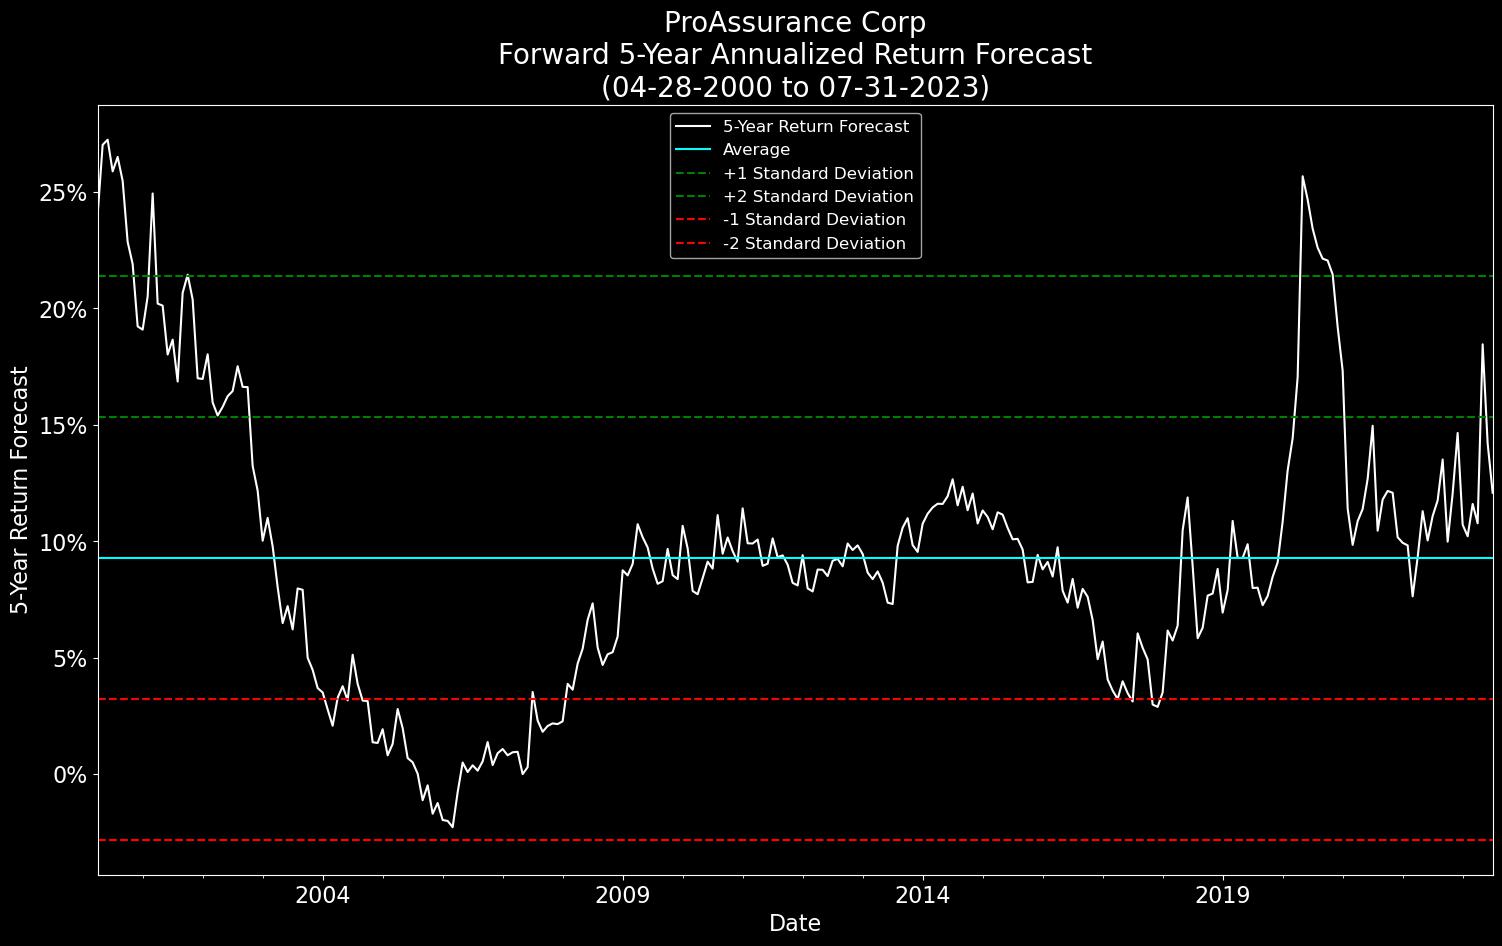 ProAssurance Corp
Forward 5-Year Annualized Return Forecast
(04-28-2000 to 07-31-2023)
5-Year Return Forecast
Average
+1 Standard Deviation
+2 Standard Deviation
-1 Standard Deviation
-2 Standard Deviation
5-Year Return Forecast
25%
20%
15%
10%
5%
0%
2004
2009
2014
2019
Date